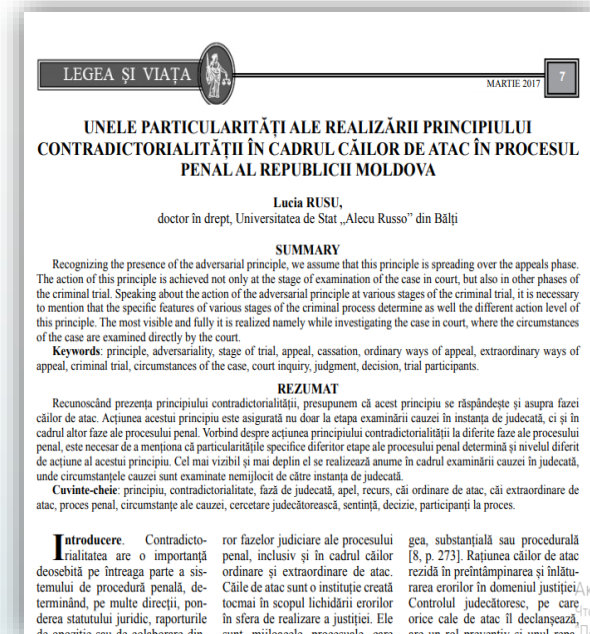 LEGEA ȘI VIAȚA
MARTIE 2017
7
UNELE PARTICULARITĂȚI ALE REALIZĂRII PRINCIPIULUI
CONTRADICTORIALITĂȚII ÎN CADRUL CĂILOR DE ATAC ÎN PROCESUL
PENAL AL REPUBLICII MOLDOVA
Lucia RUSU,
doctor în drept, Universitatea de Stat „Alecu Russo” din Bălți
SUMMARY
Recognizing the presence of the adversarial principle, we assume that this principle is spreading over the appeals phase.
The action of this principle is achieved not only at the stage of examination of the case in court, but also in other phases of
the criminal trial. Speaking about the action of the adversarial principle at various stages of the criminal trial, it is necessary
to mention that the specific features of various stages of the criminal process determine as well the different action level of
this principle. The most visible and fully it is realized namely while investigating the case in court, where the circumstances
of the case are examined directly by the court.
Keywords: principle, adversariality, stage of trial, appeal, cassation, ordinary ways of appeal, extraordinary ways of
appeal, criminal trial, circumstances of the case, court inquiry, judgment, decision, trial participants.
REZUMAT
Recunoscând prezența principiului contradictorialității, presupunem că acest principiu se răspândește și asupra fazei
căilor de atac. Acțiunea acestui principiu este asigurată nu doar la etapa examinării cauzei în instanța de judecată, ci și în
cadrul altor faze ale procesului penal. Vorbind despre acțiunea principiului contradictorialității la diferite faze ale procesului
penal, este necesar de a menționa că particularitățile specifice diferitor etape ale procesului penal determină și nivelul diferit
de acțiune al acestui principiu. Cel mai vizibil și mai deplin el se realizează anume în cadrul examinării cauzei în judecată,
unde circumstanțele cauzei sunt examinate nemijlocit de către instanța de judecată.
Cuvinte-cheie: principiu, contradictorialitate, fază de judecată, apel, recurs, căi ordinare de atac, căi extraordinare de
atac, proces penal, circumstanțe ale cauzei, cercetare judecătorească, sentință, decizie, participanți la proces.
Introducere. Contradicto-
rialitatea are o importanță
deosebită pe întreaga parte a sis-
temului de procedură penală, de-
terminând, pe multe direcții, pon-
derea statutului juridic, raporturile
de opoziție sau de colaborare din-
ror fazelor judiciare ale procesului
penal, inclusiv și în cadrul căilor
ordinare și extraordinare de atac.
Căile de atac sunt o instituție creată
tocmai în scopul lichidării erorilor
în sfera de realizare a justiției. Ele
sunt mijloacele procesuale care
gea, substanțială sau procedurală
[8, p. 273]. Rațiunea căilor de atac
rezidă în preîntâmpinarea și înlătu-
rarea erorilor în domeniul justiției.
Controlul judecătoresc, pe care
orice cale de atac îl declanșează,
are un rol preventiv și unul repa-